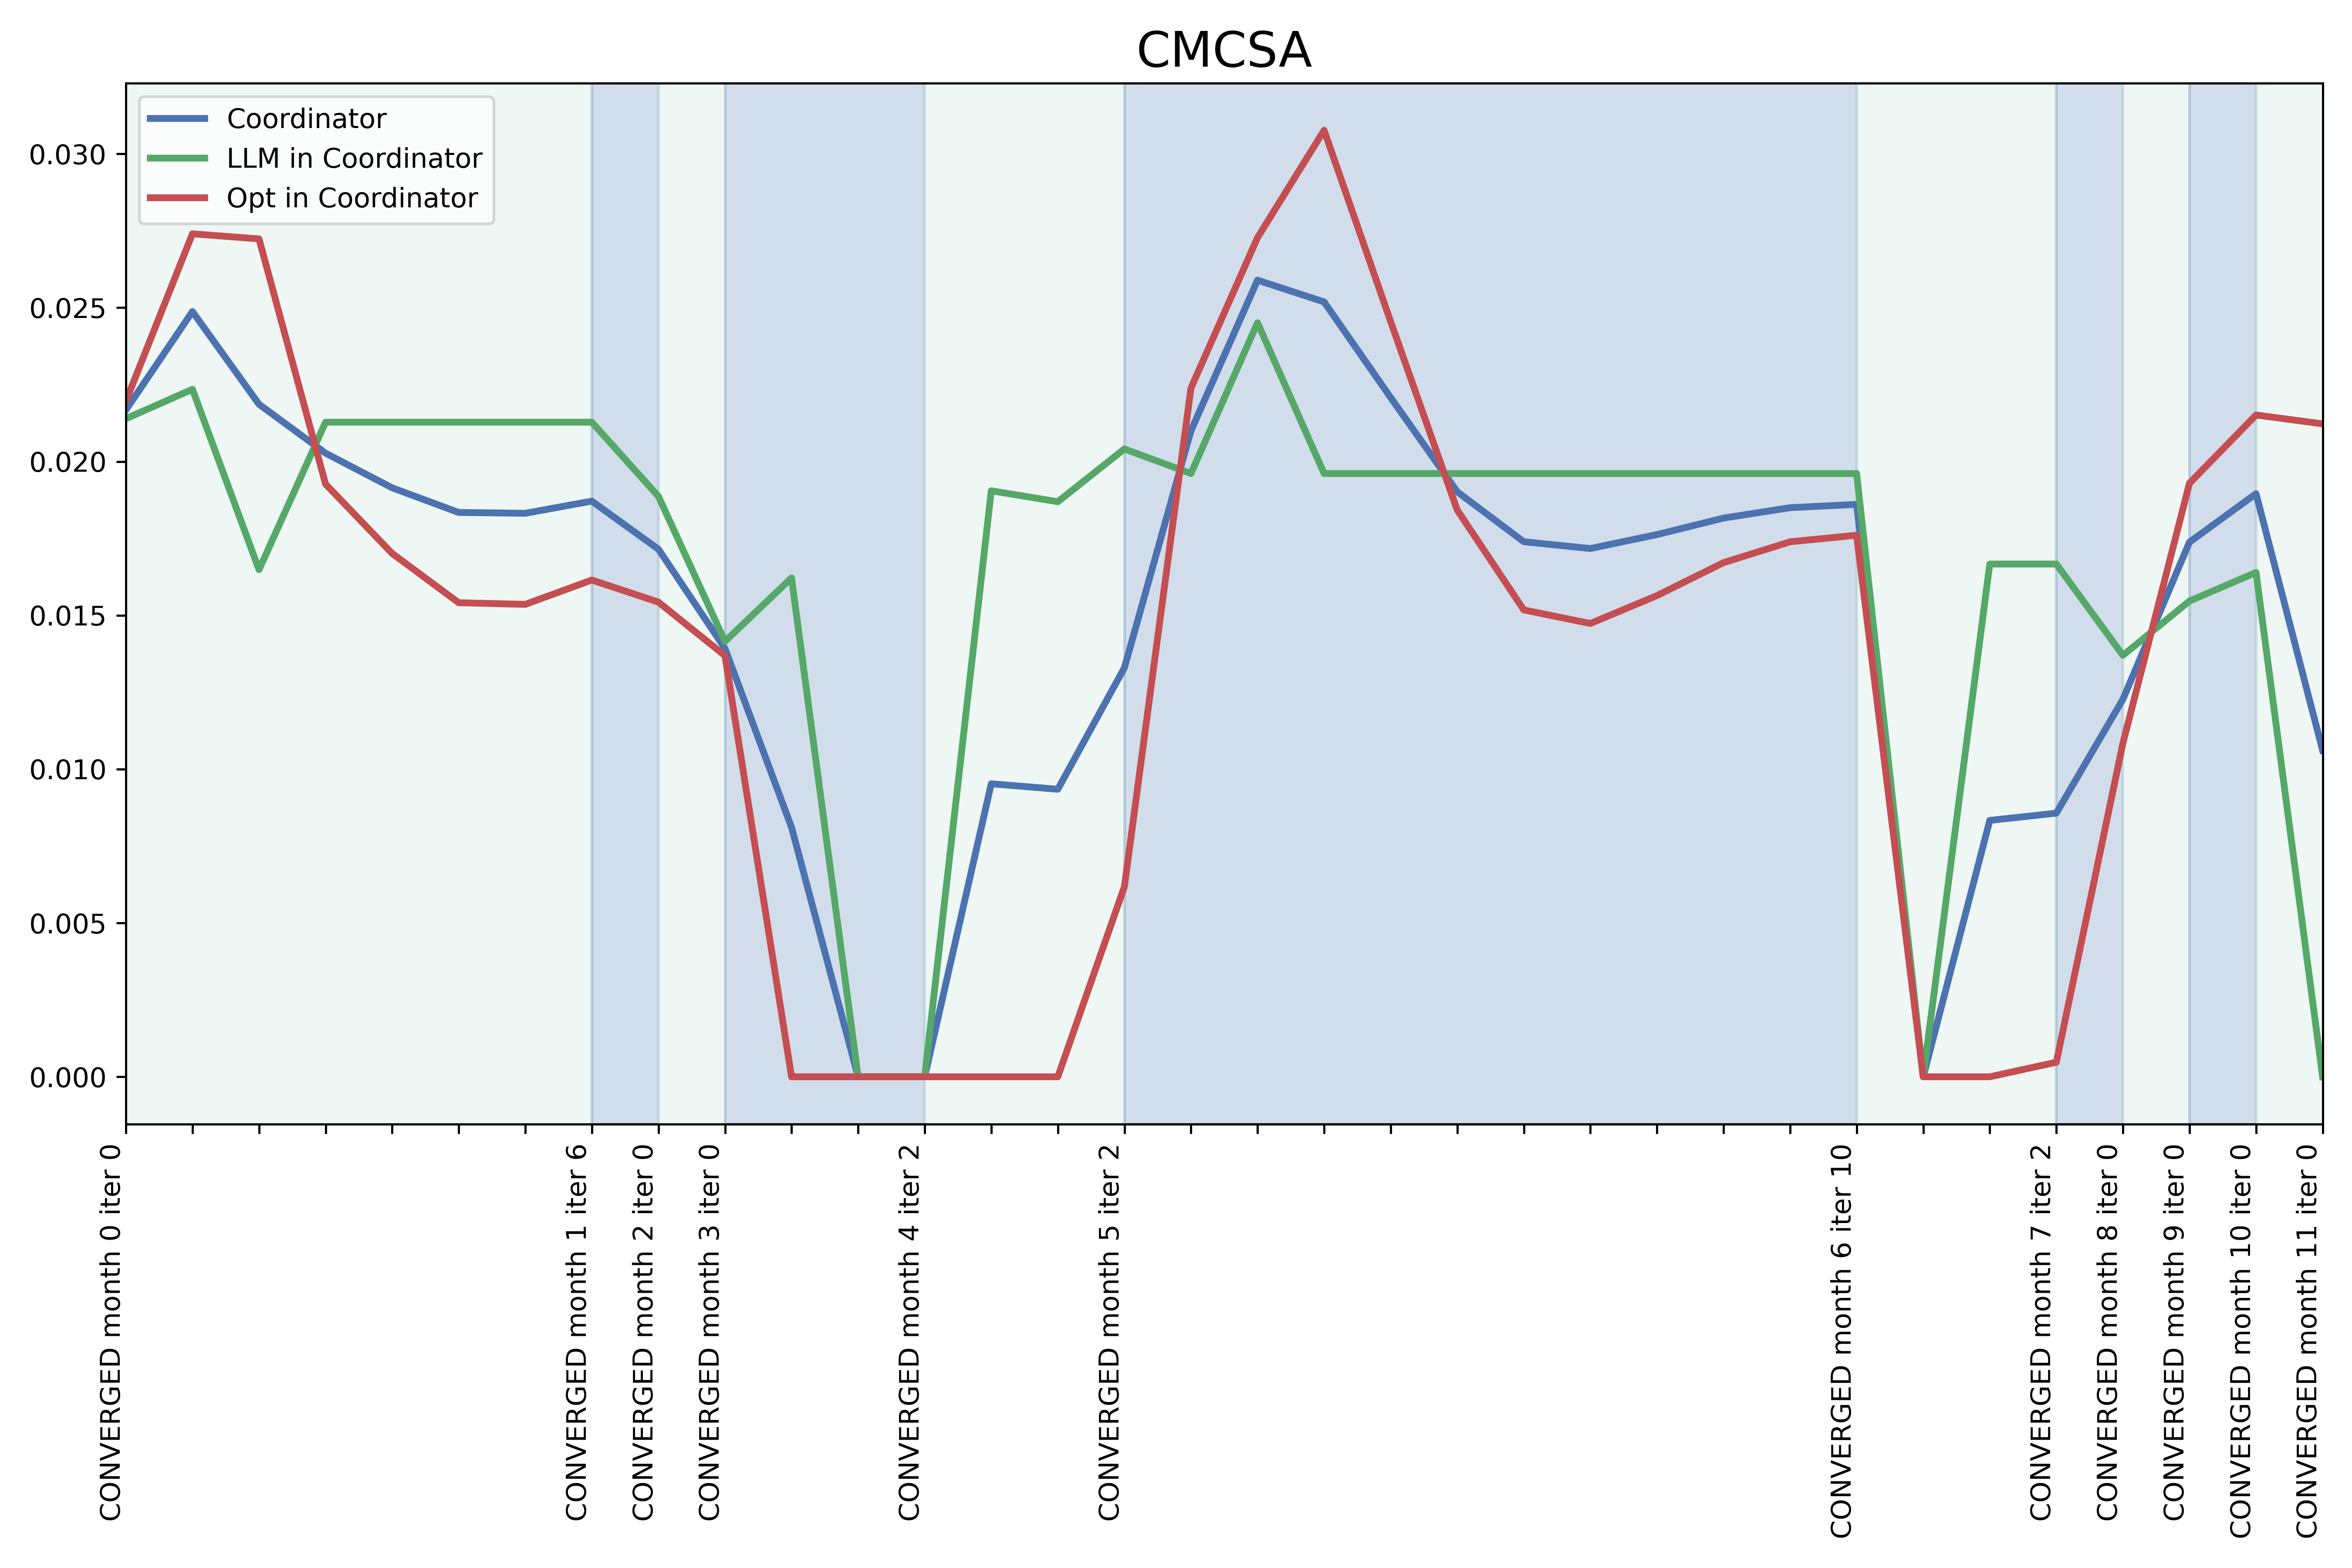 CMCSA
Coordinator
LLM in Coordinator
Opt in Coordinator
0.030
0.025
0.020
0.015
0.010
0.005
0.000
CONVERGED month 0 iter 0
CONVERGED month 1 iter 6
CONVERGED month 2 iter 0
CONVERGED month 3 iter 0
CONVERGED month 4 iter 2
CONVERGED month 5 iter 2
CONVERGED month 6 iter 10
CONVERGED month 7 iter 2
CONVERGED month 8 iter 0
CONVERGED month 9 iter 0
CONVERGED month 10 iter 0
CONVERGED month 11 iter 0